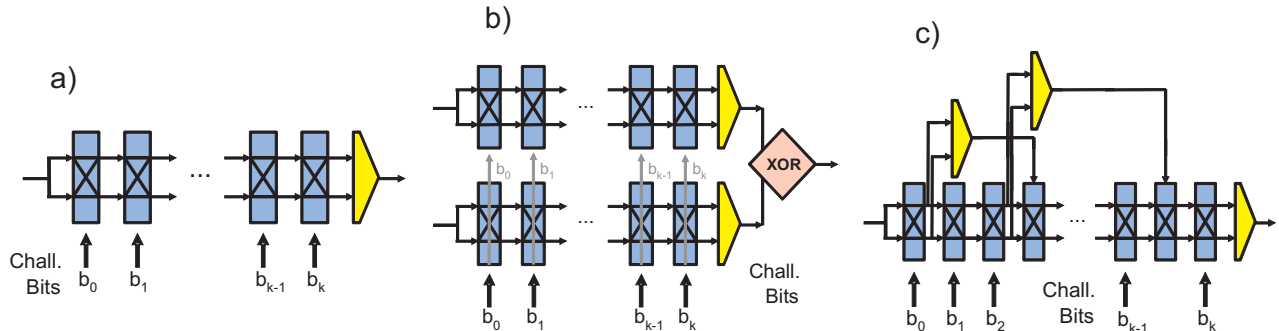 a)
...
Chall.
Bits
b0 b1 bk-1 bk
b)
...
b0 b1 bk-1 bk
XOR
...
Chall.
Bits
b0 b1 bk-1 bk
c)
...
Chall.
Bits
b0 b1 b2 bk-1 bk